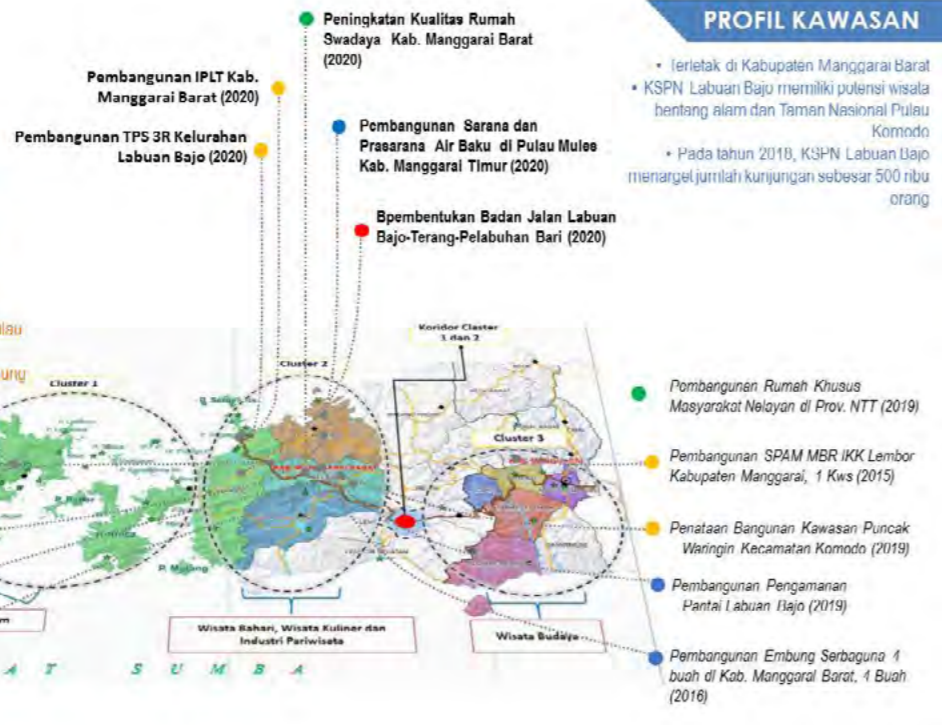 PROFIL KAWASAN
• Terletak di Kabupaten Manggarai Barat
• KSPN Labuan Bajo memiliki potensi wisata
bentang alam dan Taman Nasional Pulau
Komodo
• Pada tahun 2018, KSPN Labuan Bajo
menarget jumlah kunjungan sebesar 500 ribu
orang
Peningkatan Kualitas Rumah
Swadaya Kab. Manggarai Barat
(2020)
Pembangunan IPLT Kab.
Manggarai Barat (2020)
Pembangunan TPS 3R Kelurahan
Labuan Bajo (2020)
Pembangunan Sarana dan
Prasarana Air Baku di Pulau Mules
Kab. Manggarai Timur (2020)
Bpembentukan Badan Jalan Labuan
Bajo-Terang-Pelabuhan Bari (2020)
Koridor Claster
1 dan 2
Cluster 1
Cluster 2
Cluster 3
Pembangunan Rumah Khusus
Masyarakat Nelayan di Prov. NTT (2019)
Pembangunan SPAM MBR IKK Lembor
Kabupaten Manggarai, 1 Kws (2015)
Penataan Bangunan Kawasan Puncak
Waringin Kecamatan Komodo (2019)
Pembangunan Pengamanan
Pantai Labuan Bajo (2019)
Pembangunan Embung Serbaguna 4
buah di Kab. Manggarai Barat, 4 Buah
(2016)
Wisata Bahari, Wisata Kuliner dan
Industri Pariwisata
Wisata Budaya
A T S U M B A